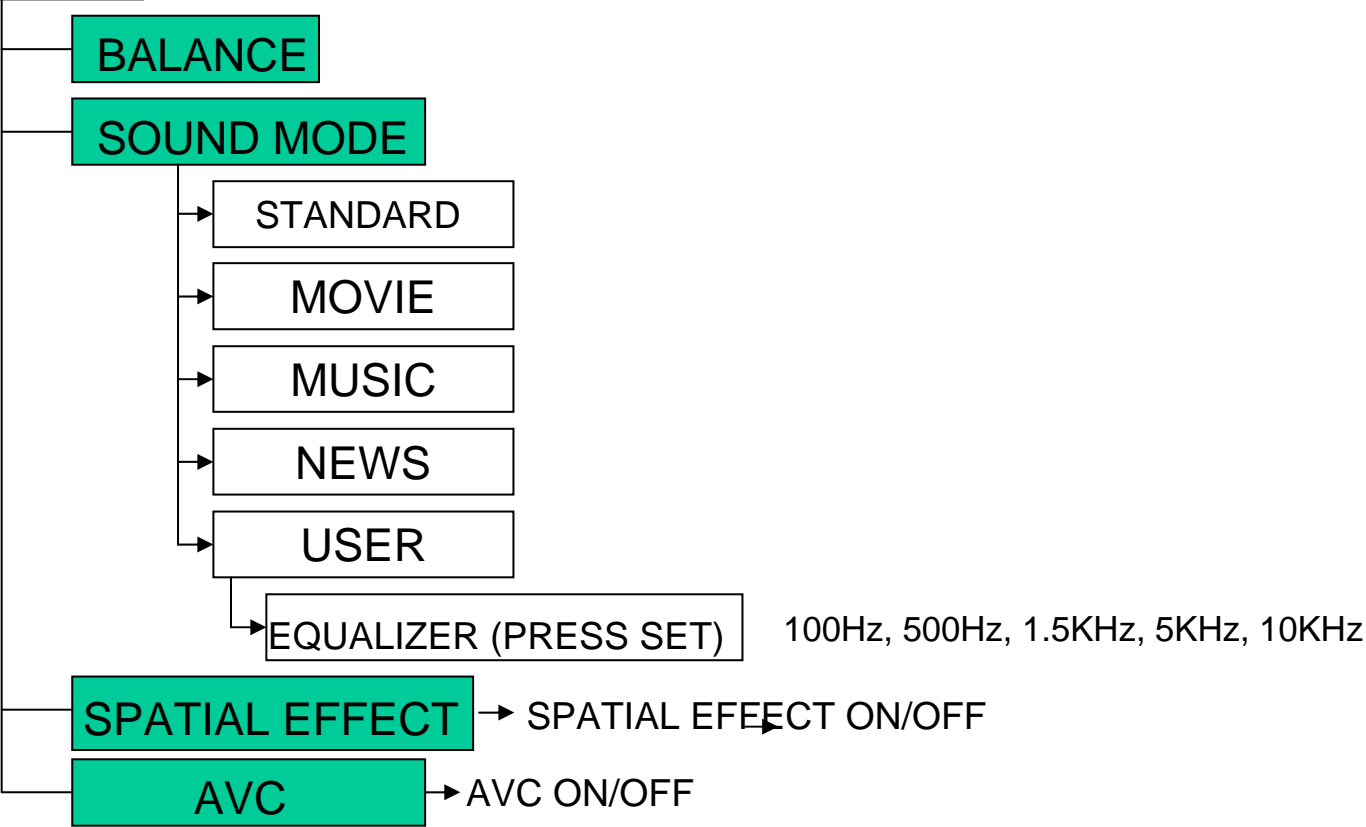 BALANCE
SOUND MODE
STANDARD
MOVIE
MUSIC
NEWS
USER
EQUALIZER (PRESS SET) 100Hz, 500Hz, 1.5KHz, 5KHz, 10KHz
SPATIAL EFFECT SPATIAL EFFECT ON/OFF
AVC AVC ON/OFF